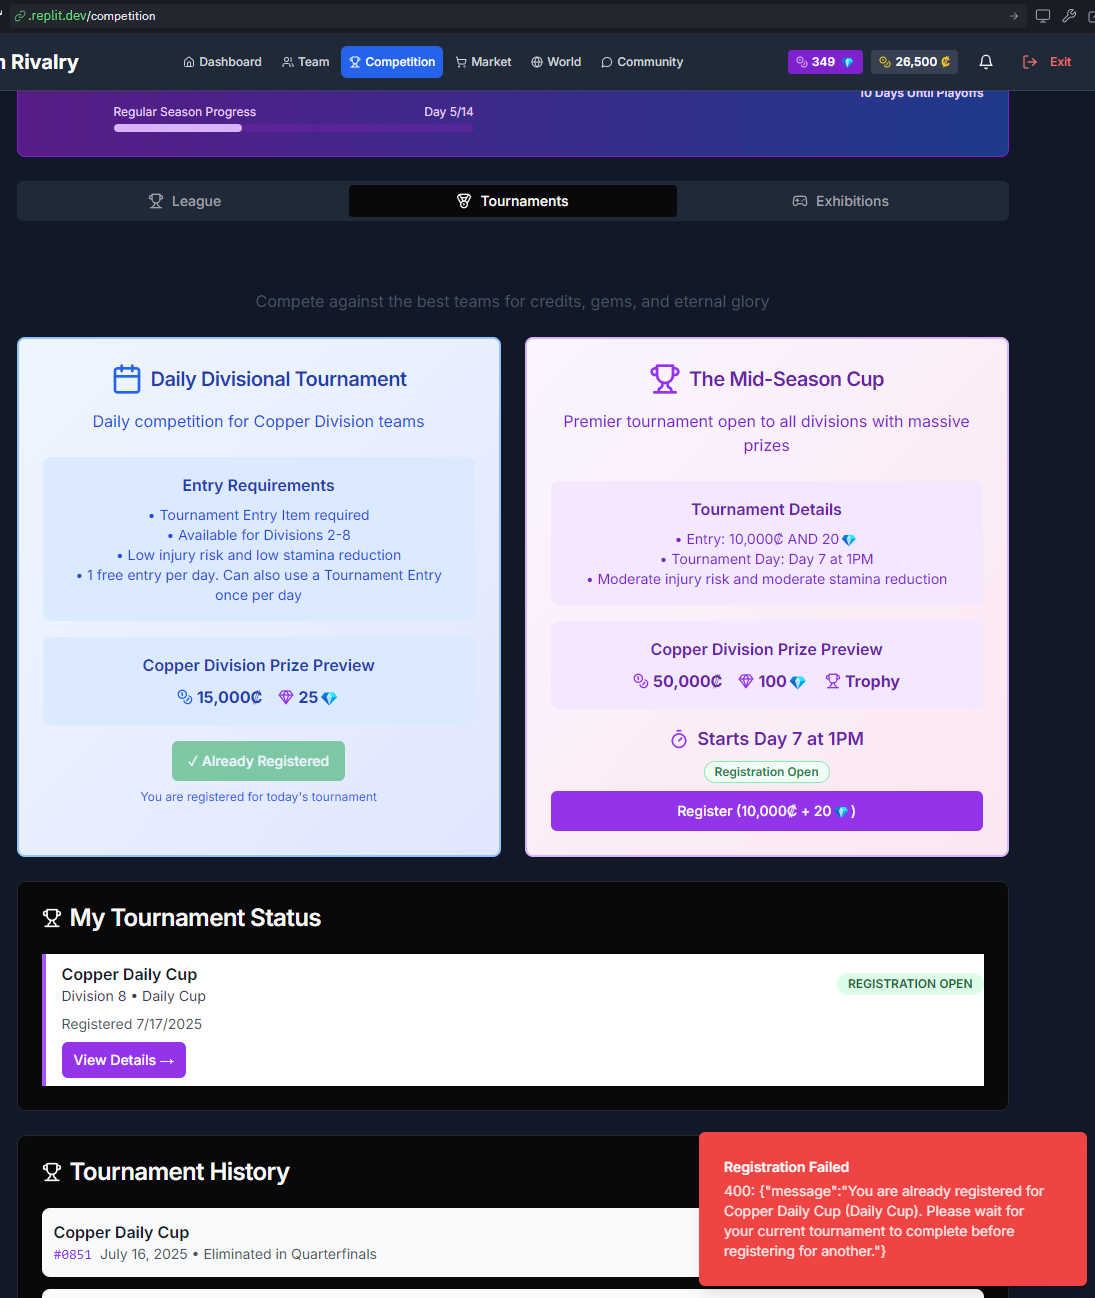 .replit.dev/competition
Rivalry
Dashboard
Team
Competition
Market
World
Community
349 💎
26,500 ₡
Exit
10 Days Until Playoffs
Regular Season Progress
Day 5/14
League
Tournaments
Exhibitions
Compete against the best teams for credits, gems, and eternal glory
Daily Divisional Tournament
Daily competition for Copper Division teams
Entry Requirements
• Tournament Entry Item required
• Available for Divisions 2-8
• Low injury risk and low stamina reduction
• 1 free entry per day. Can also use a Tournament Entry
once per day
Copper Division Prize Preview
15,000₡
25💎
✓ Already Registered
You are registered for today's tournament
The Mid-Season Cup
Premier tournament open to all divisions with massive
prizes
Tournament Details
• Entry: 10,000₡ AND 20💎
• Tournament Day: Day 7 at 1PM
• Moderate injury risk and moderate stamina reduction
Copper Division Prize Preview
50,000₡
100💎
Trophy
Starts Day 7 at 1PM
Registration Open
Register (10,000₡ + 20💎)
My Tournament Status
Copper Daily Cup
Division 8 • Daily Cup
REGISTRATION OPEN
Registered 7/17/2025
View Details →
Tournament History
Copper Daily Cup
#0851 July 16, 2025 • Eliminated in Quarterfinals
Registration Failed
400: {"message":"You are already registered for
Copper Daily Cup (Daily Cup). Please wait for
your current tournament to complete before
registering for another."}